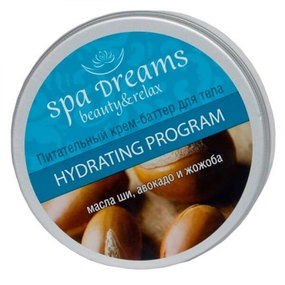 spa Dreams
beauty&relax
Питательный крем-баттер для тела
HYDRATING PROGRAM
масла ши, авокадо и жожоба